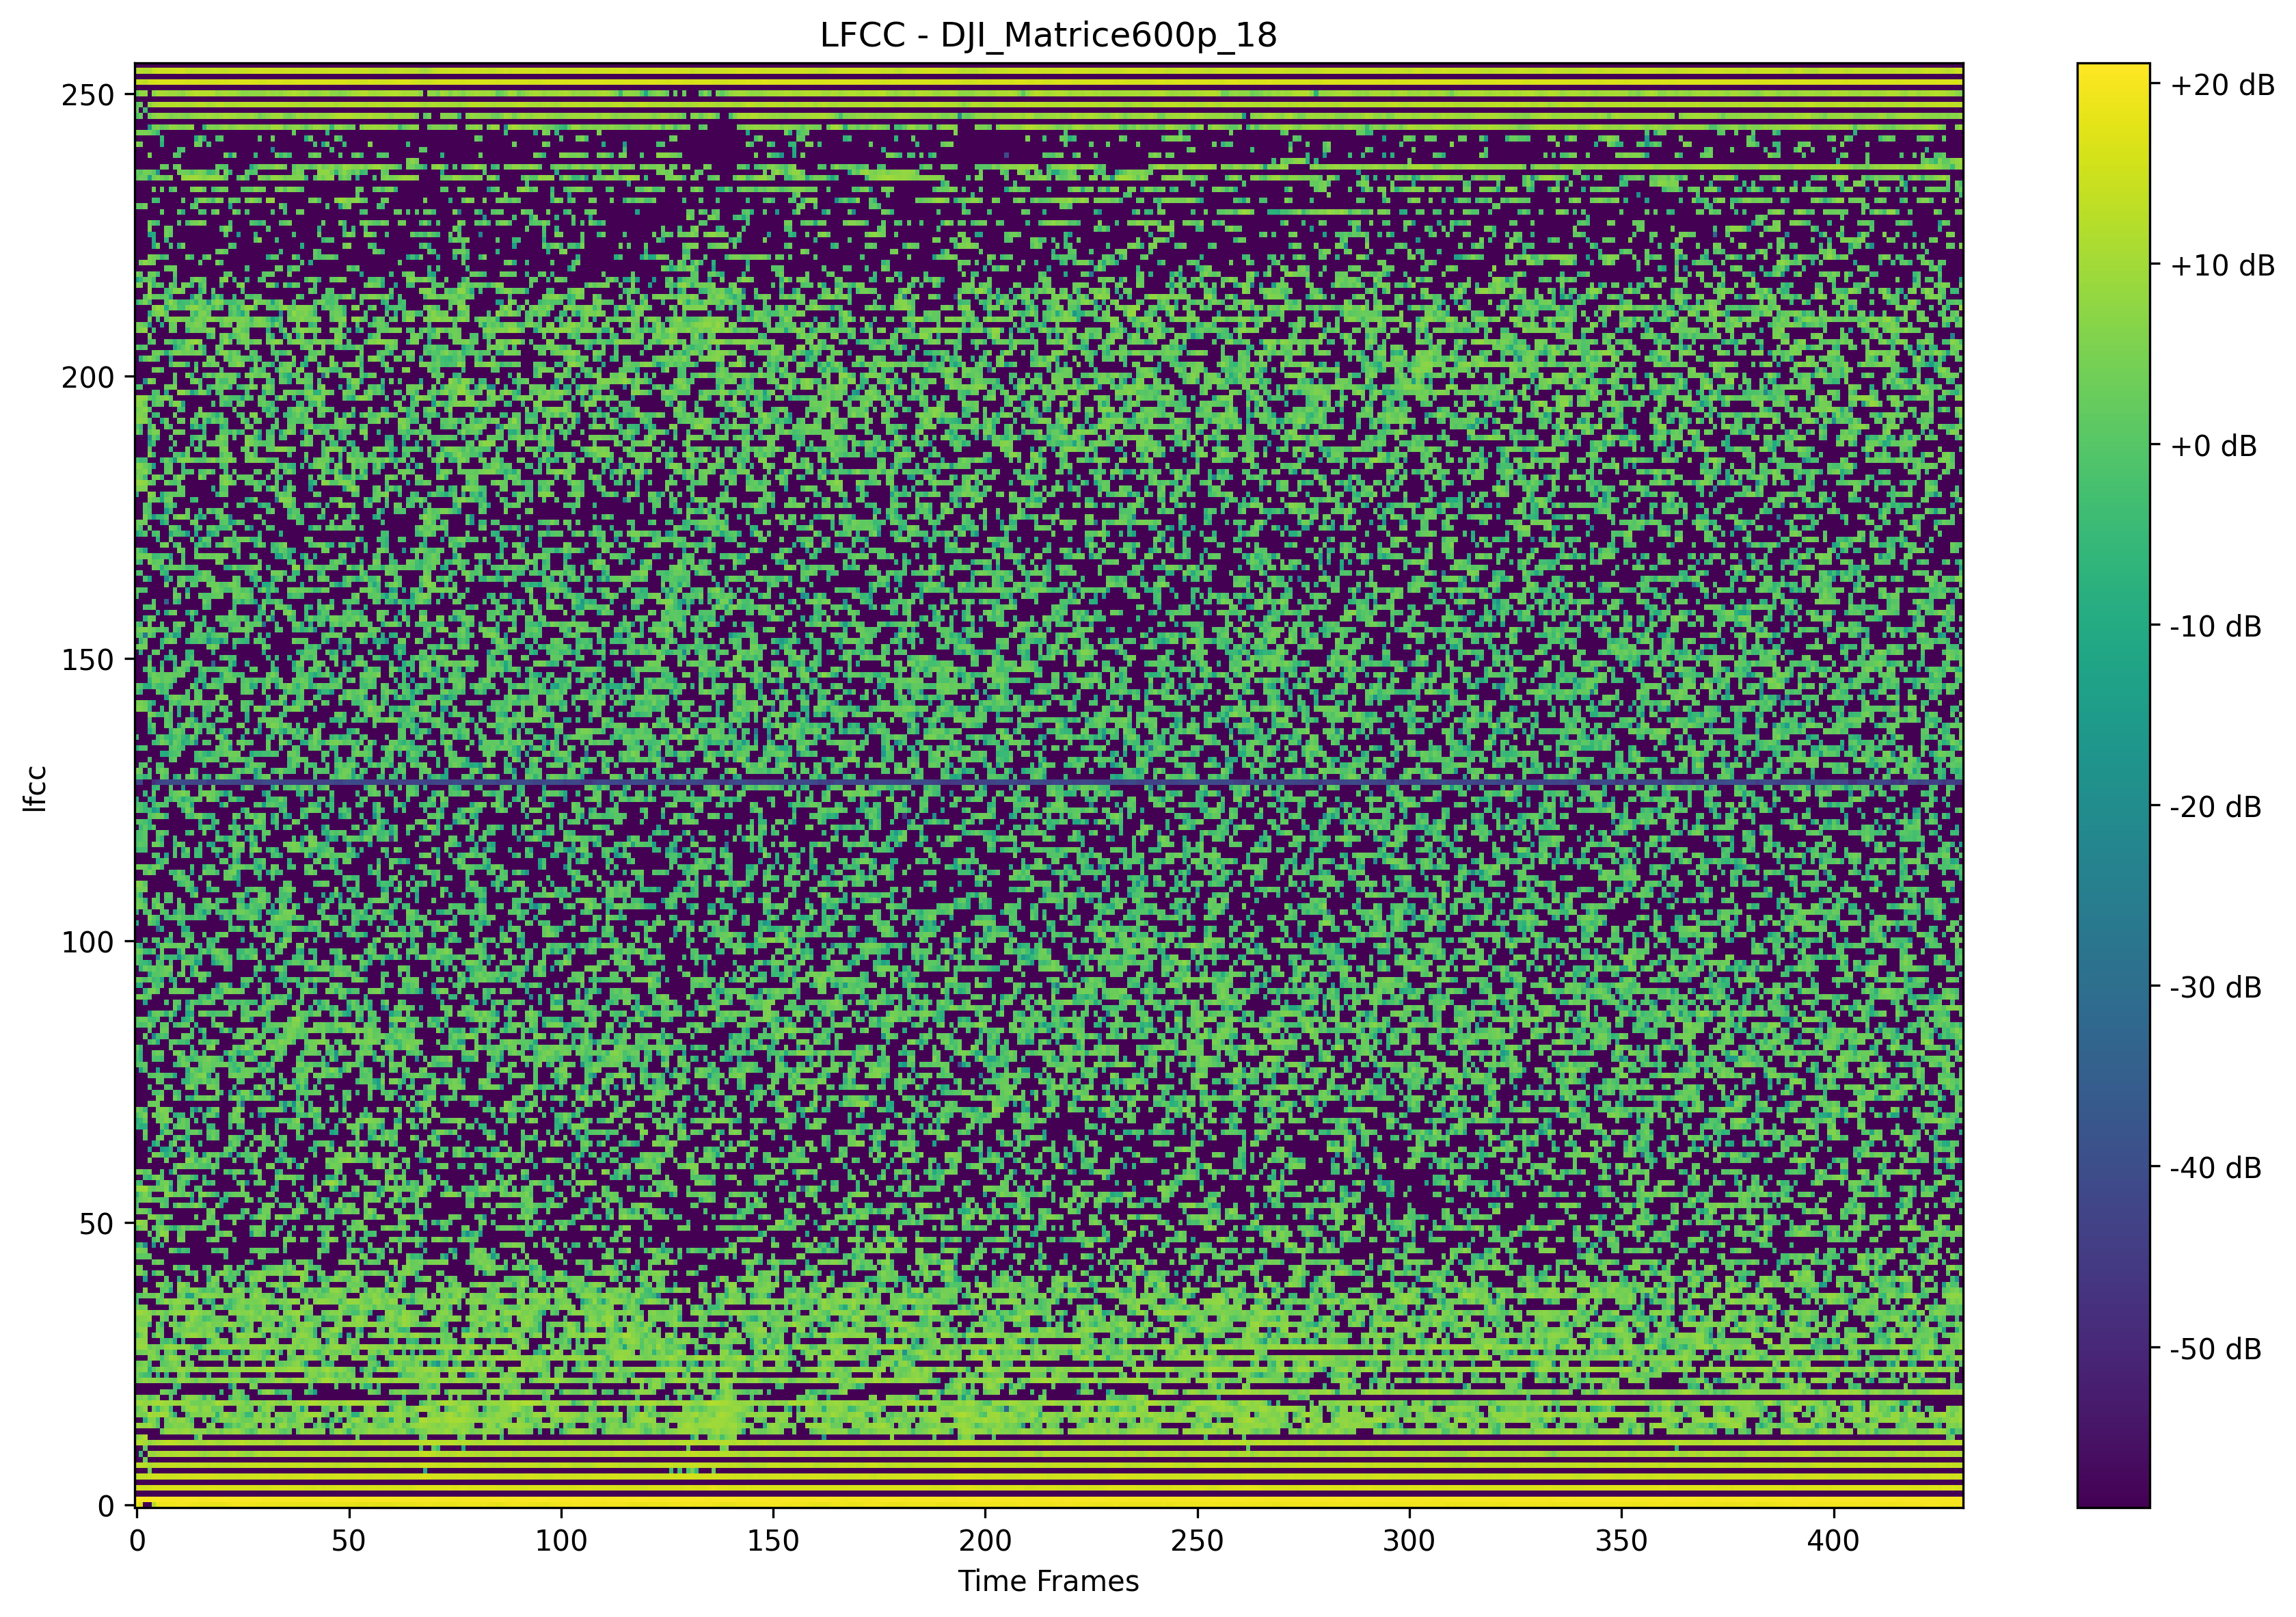 LFCC - DJI_Matrice600p_18
250
200
150
100
50
0
lfcc
0 50 100 150 200 250 300 350 400
Time Frames
+20 dB
+10 dB
+0 dB
-10 dB
-20 dB
-30 dB
-40 dB
-50 dB